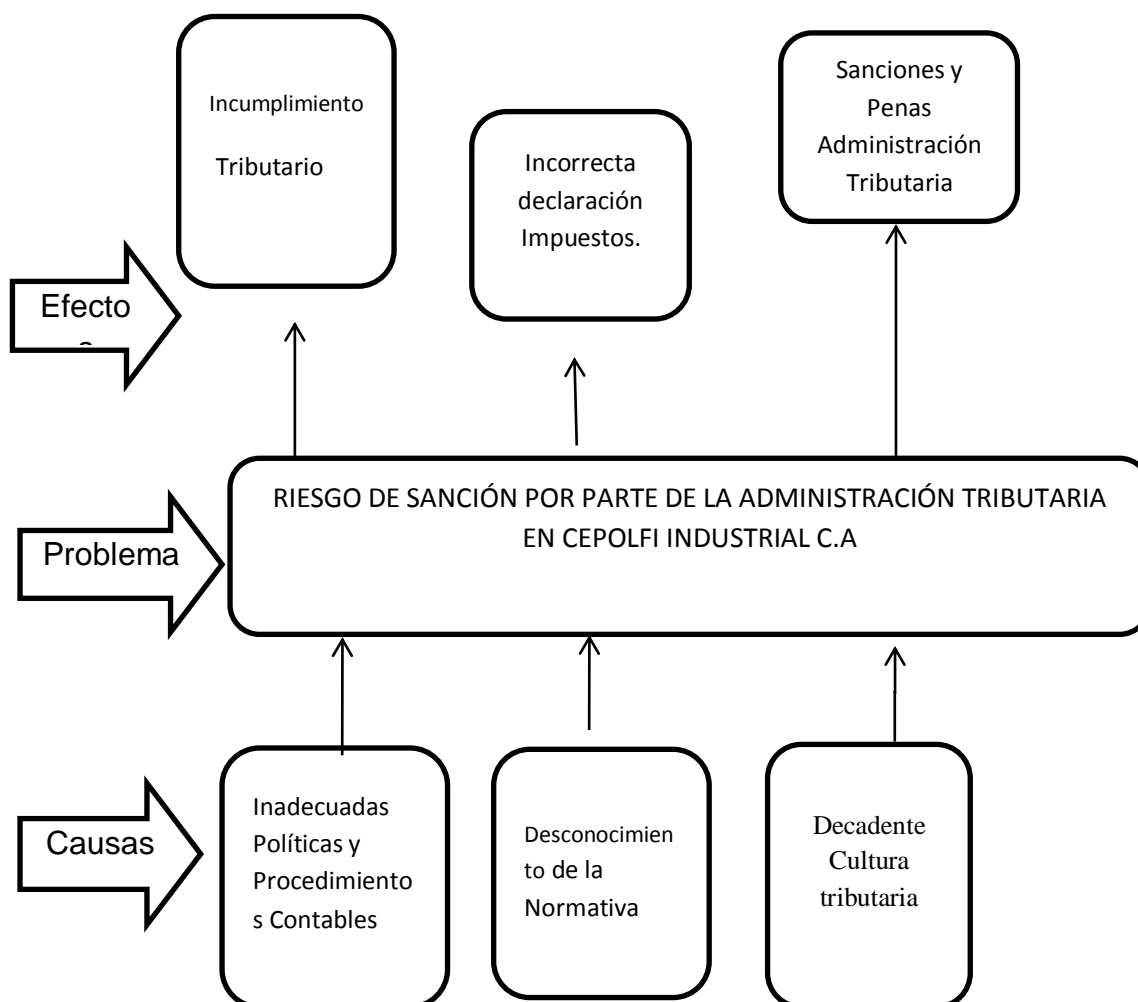 Incumplimiento
Tributario
Incorrecta
declaración
Impuestos.
Sanciones y
Penas
Administración
Tributaria
Efecto
RIESGO DE SANCIÓN POR PARTE DE LA ADMINISTRACIÓN TRIBUTARIA
EN CEPOLFI INDUSTRIAL C.A
Problema
Inadecuadas
Políticas y
Procedimiento
s Contables
Desconocimien
to de la
Normativa
Decadente
Cultura
tributaria
Causas